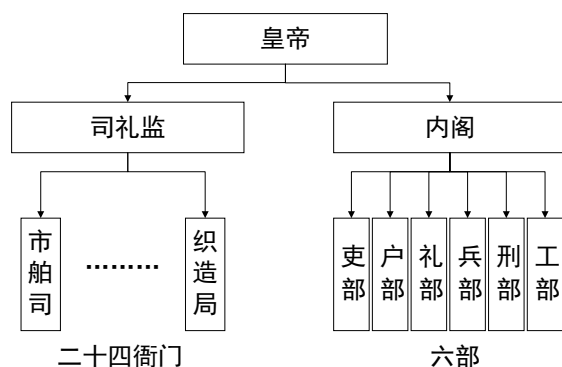 皇帝
司礼监
内阁
市舶司
………
织造局
吏部
户部
礼部
兵部
刑部
工部
二十四衙门
六部